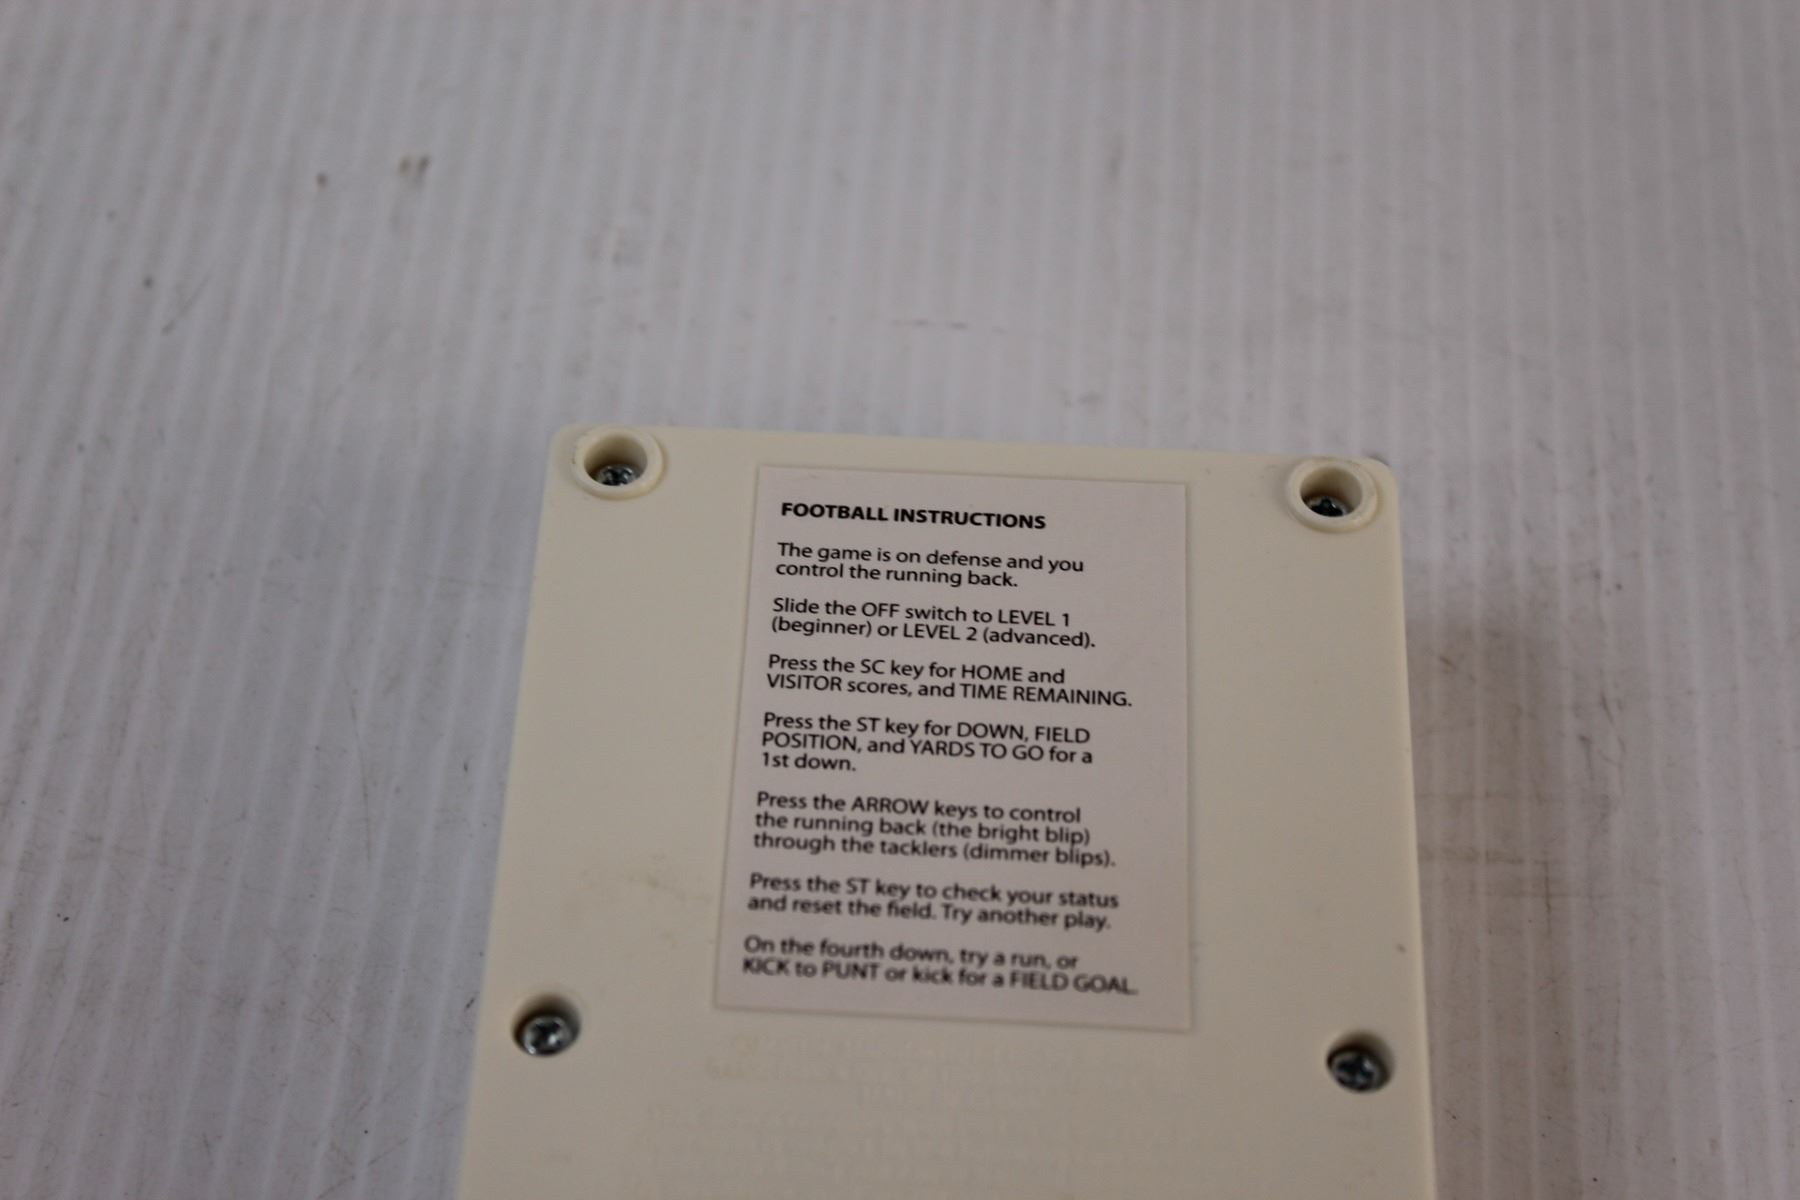 FOOTBALL INSTRUCTIONS
The game is on defense and you
control the running back.
Slide the OFF switch to LEVEL 1
(beginner) or LEVEL 2 (advanced).
Press the SC key for HOME and
VISITOR scores, and TIME REMAINING.
Press the ST key for DOWN, FIELD
POSITION, and YARDS TO GO for a
1st down.
Press the ARROW keys to control
the running back (the bright blip)
through the tacklers (dimmer blips).
Press the ST key to check your status
and reset the field. Try another play.
On the fourth down, try a run, or
KICK to PUNT or kick for a FIELD GOAL.